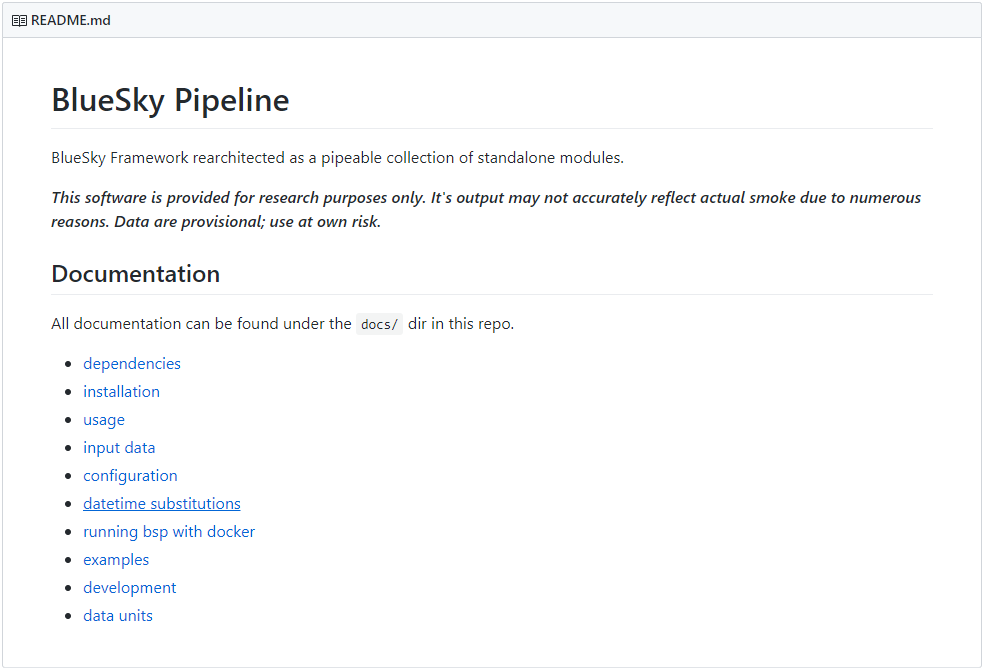 README.md
BlueSky Pipeline
BlueSky Framework rearchitected as a pipeable collection of standalone modules.
This software is provided for research purposes only. It's output may not accurately reflect actual smoke due to numerous
reasons. Data are provisional; use at own risk.
Documentation
All documentation can be found under the docs/ dir in this repo.
dependencies
installation
usage
input data
configuration
datetime substitutions
running bsp with docker
examples
development
data units